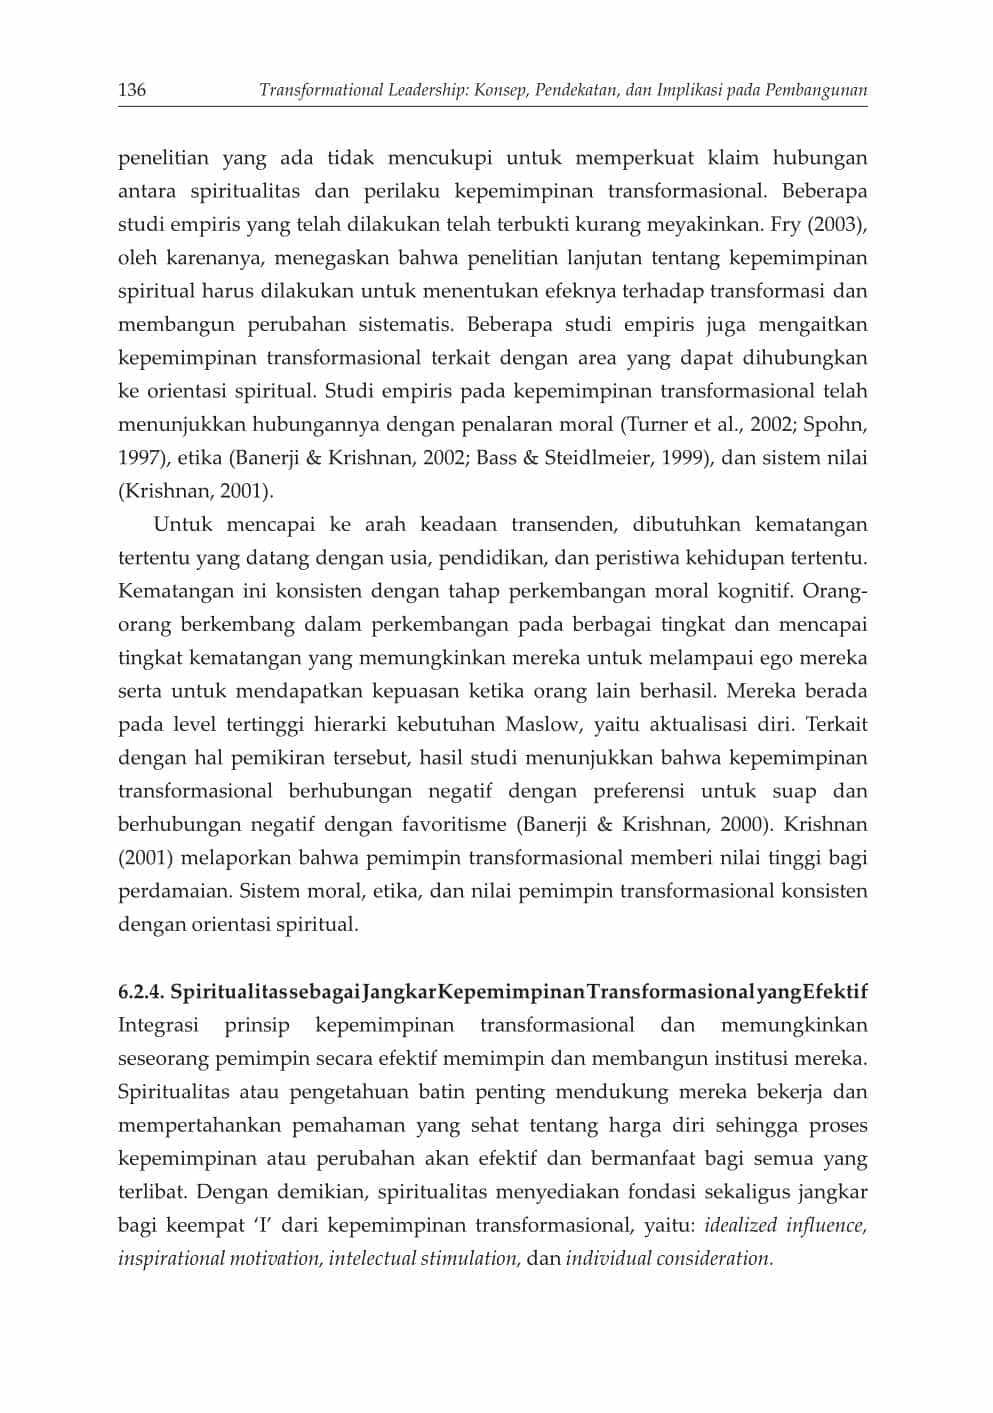 136 Transformational Leadership: Konsep, Pendekatan, dan Implikasi pada Pembangunan
penelitian yang ada tidak mencukupi untuk memperkuat klaim hubungan
antara spiritualitas dan perilaku kepemimpinan transformasional. Beberapa
studi empiris yang telah dilakukan telah terbukti kurang meyakinkan. Fry (2003),
oleh karenanya, menegaskan bahwa penelitian lanjutan tentang kepemimpinan
spiritual harus dilakukan untuk menentukan efeknya terhadap transformasi dan
membangun perubahan sistematis. Beberapa studi empiris juga mengaitkan
kepemimpinan transformasional terkait dengan area yang dapat dihubungkan
ke orientasi spiritual. Studi empiris pada kepemimpinan transformasional telah
menunjukkan hubungannya dengan penalaran moral (Turner et al., 2002; Spohn,
1997), etika (Banerji & Krishnan, 2002; Bass & Steidlmeier, 1999), dan sistem nilai
(Krishnan, 2001).
Untuk mencapai ke arah keadaan transenden, dibutuhkan kematangan
tertentu yang datang dengan usia, pendidikan, dan peristiwa kehidupan tertentu.
Kematangan ini konsisten dengan tahap perkembangan moral kognitif. Orang-
orang berkembang dalam perkembangan pada berbagai tingkat dan mencapai
tingkat kematangan yang memungkinkan mereka untuk melampaui ego mereka
serta untuk mendapatkan kepuasan ketika orang lain berhasil. Mereka berada
pada level tertinggi hierarki kebutuhan Maslow, yaitu aktualisasi diri. Terkait
dengan hal pemikiran tersebut, hasil studi menunjukkan bahwa kepemimpinan
transformasional berhubungan negatif dengan preferensi untuk suap dan
berhubungan negatif dengan favoritisme (Banerji & Krishnan, 2000). Krishnan
(2001) melaporkan bahwa pemimpin transformasional memberi nilai tinggi bagi
perdamaian. Sistem moral, etika, dan nilai pemimpin transformasional konsisten
dengan orientasi spiritual.
6.2.4. Spiritualitas sebagai Jangkar Kepemimpinan Transformasional yang Efektif
Integrasi prinsip kepemimpinan transformasional dan memungkinkan
seseorang pemimpin secara efektif memimpin dan membangun institusi mereka.
Spiritualitas atau pengetahuan batin penting mendukung mereka bekerja dan
mempertahankan pemahaman yang sehat tentang harga diri sehingga proses
kepemimpinan atau perubahan akan efektif dan bermanfaat bagi semua yang
terlibat. Dengan demikian, spiritualitas menyediakan fondasi sekaligus jangkar
bagi keempat ‘I’ dari kepemimpinan transformasional, yaitu: idealized influence,
inspirational motivation, intelectual stimulation, dan individual consideration.